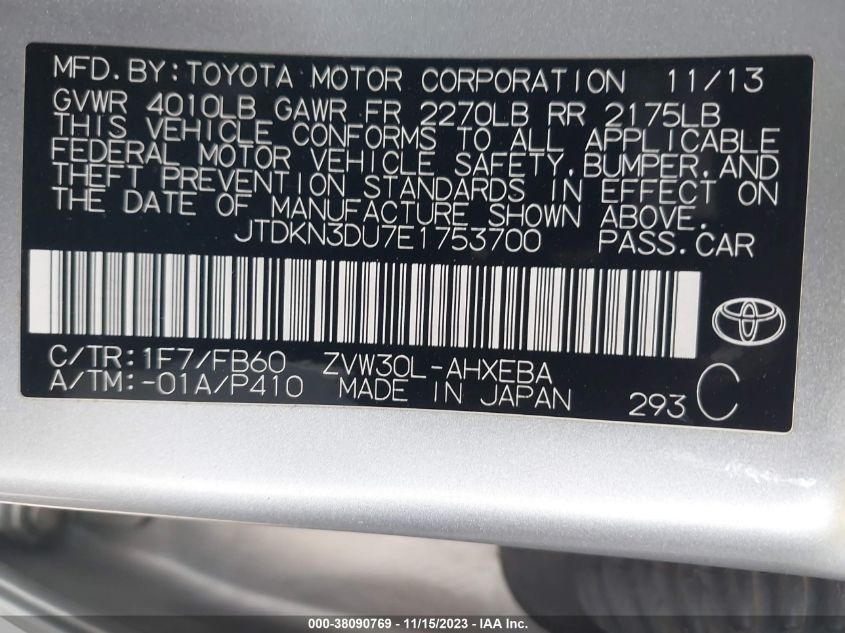 MFD.BY:TOYOTA MOTOR CORPORATION 11/13
GVWR 4010LB GAWR FR 2270LB RR 2175LB
THIS VEHICLE CONFORMS TO ALL APPLICABLE
FEDERAL MOTOR VEHICLE SAFETY,BUMPER,AND
THEFT PREVENTION STANDARDS IN EFFECT ON
THE DATE OF MANUFACTURE SHOWN ABOVE.
JTDKN3DU7E1753700 PASS.CAR
C/TR:1F7/FB60 ZVW30L-AHXEBA
A/TM:-01A/P410 MADE IN JAPAN 293 C
000-38090769 - 11/15/2023 - IAA Inc.